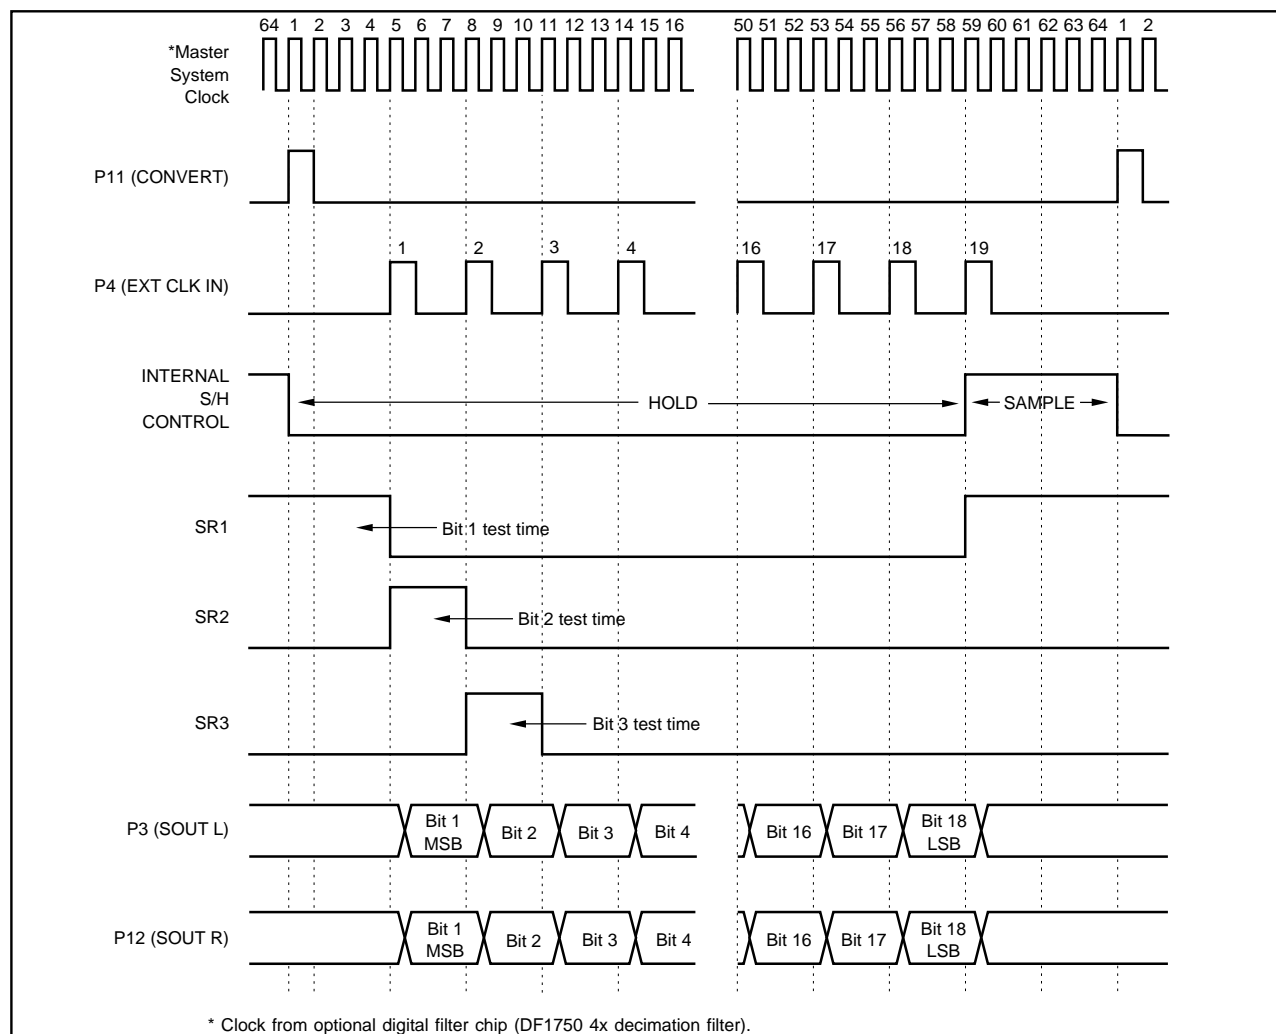 64 1 2 3 4 5 6 7 8 9 10 11 12 13 14 15 16 50 51 52 53 54 55 56 57 58 59 60 61 62 63 64 1 2
*Master
System
Clock
P11 (CONVERT)
1 2 3 4 16 17 18 19
P4 (EXT CLK IN)
INTERNAL
S/H
CONTROL
HOLD SAMPLE
SR1 Bit 1 test time
SR2 Bit 2 test time
SR3 Bit 3 test time
P3 (SOUT L)
Bit 1
MSB
Bit 2 Bit 3 Bit 4 Bit 16 Bit 17
Bit 18
LSB
P12 (SOUT R)
Bit 1
MSB
Bit 2 Bit 3 Bit 4 Bit 16 Bit 17
Bit 18
LSB
* Clock from optional digital filter chip (DF1750 4x decimation filter).